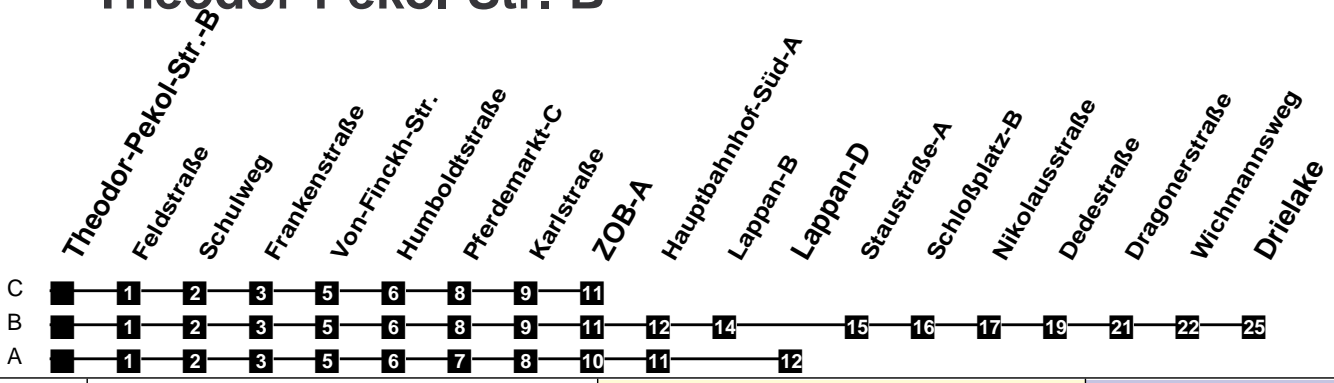 Theodor-Pekol-Str.-B
Theodor-Pekol-Str.-B
Feldstraße
Schulweg
Frankenstraße
Von-Finckh-Str.
Humboldtstraße
Pferdemarkt-C
Karlstraße
ZOB-A
Hauptbahnhof-Süd-A
Lappan-B
Lappan-D
Staustraße-A
Schloßplatz-B
Nikolausstraße
Dedestraße
Dragonerstraße
Wichmannsweg
Drielake
C 1 2 3 5 6 8 9 11
B 1 2 3 5 6 8 9 11 12 14 15 16 17 19 21 22 25
A 1 2 3 5 6 7 8 10 11 12